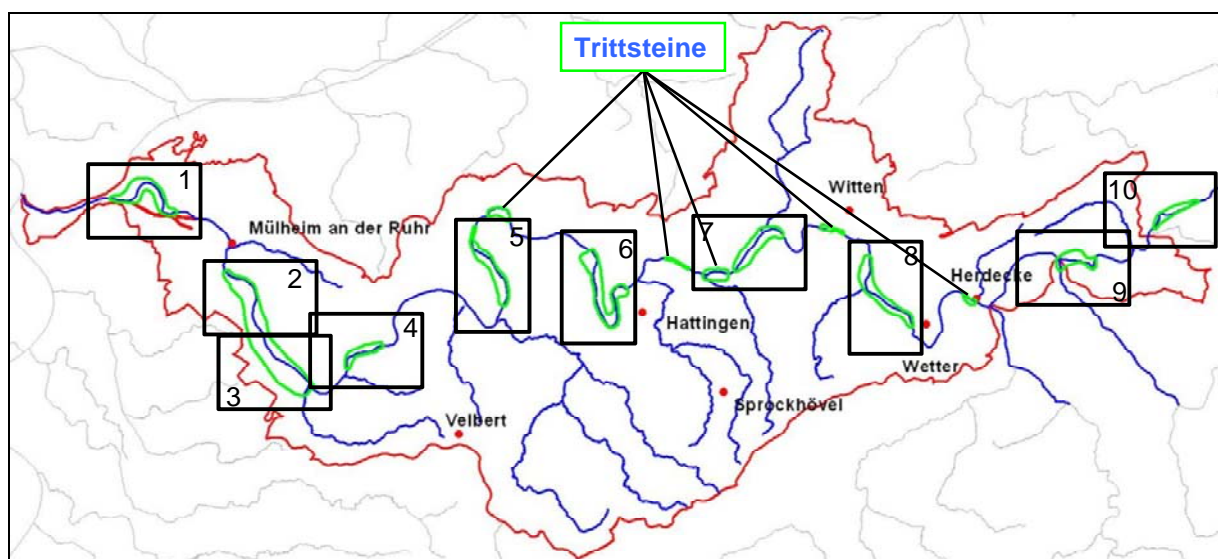 Trittsteine
1
Mülheim an der Ruhr
2
3
4
5
6
7
Witten
8
Herdecke
9
10
Hattingen
Wetter
Sprockhövel
Velbert